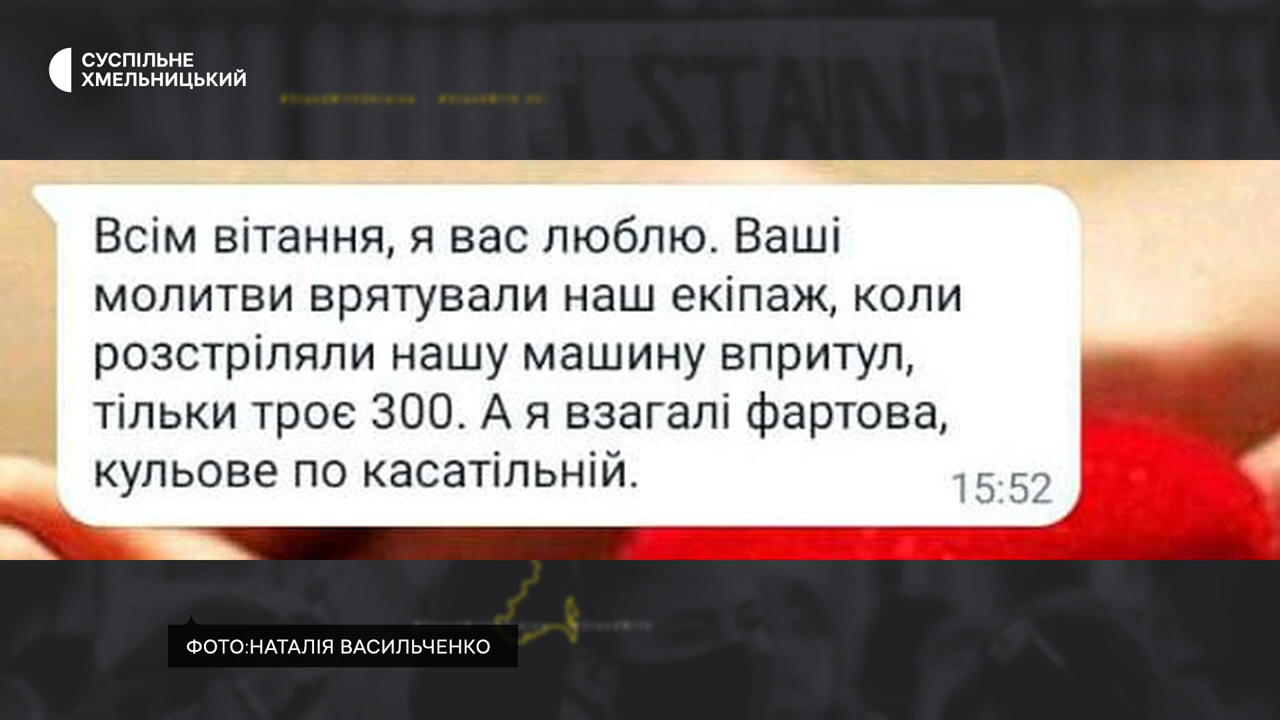 СУСПІЛЬНЕ
ХМЕЛЬНИЦЬКИЙ
I STAND
Всім вітання, я вас люблю. Ваші
молитви врятували наш екіпаж, коли
розстріляли нашу машину впритул,
тільки троє 300. А я взагалі фартова,
кульове по касатільній.
15:52
ФОТО:НАТАЛІЯ ВАСИЛЬЧЕНКО